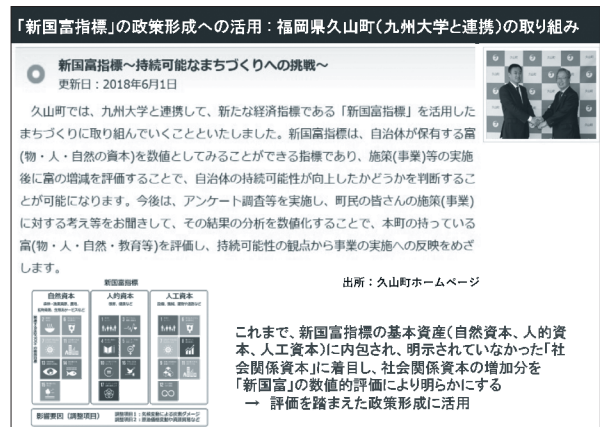 「新国富指標」の政策形成への活用:福岡県久山町(九州大学と連携)の取り組み
新国富指標~持続可能なまちづくりへの挑戦~
更新日:2018年6月1日
久山町では、九州大学と連携して、新たな経済指標である「新国富指標」を活用した
まちづくりに取り組んでいくことといたしました。新国富指標は、自治体が保有する富
(物・人・自然の資本)を数値としてみることができる指標であり、施策(事業)等の実施
後に富の増減を評価することで、自治体の持続可能性が向上したかどうかを判断するこ
とが可能になります。今後は、アンケート調査等を実施し、町民の皆さんの施策(事業)
に対する考え等をお聞きして、その結果の分析を数値化することで、本町の持っている
富(物・人・自然・教育等)を評価し、持続可能性の観点から事業の実施への反映をめざ
します。
出所:久山町ホームページ
新国富指標
自然資本
人的資本
人工資本
影響要因(調整項目)
これまで、新国富指標の基本資産(自然資本、人的資
本、人工資本)に内包され、明示されていなかった「社
会関係資本」に着目し、社会関係資本の増加分を
「新国富」の数値的評価により明らかにする
→ 評価を踏まえた政策形成に活用